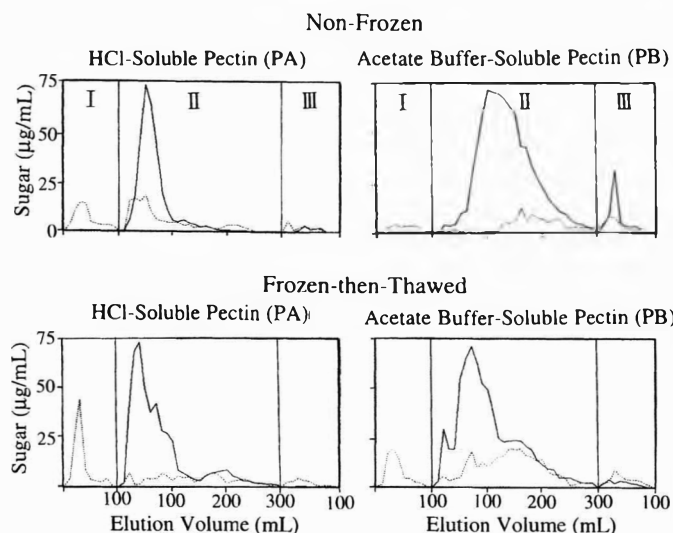 Non-Frozen
HCl-Soluble Pectin (PA) Acetate Buffer-Soluble Pectin (PB)
Sugar (μg/mL)
75
50
25
0
I II III
I II III
Frozen-then-Thawed
HCl-Soluble Pectin (PA) Acetate Buffer-Soluble Pectin (PB)
Sugar (μg/mL)
75
50
25
100 100 200 300 100
100 100 200 300 100
Elution Volume (mL) Elution Volume (mL)